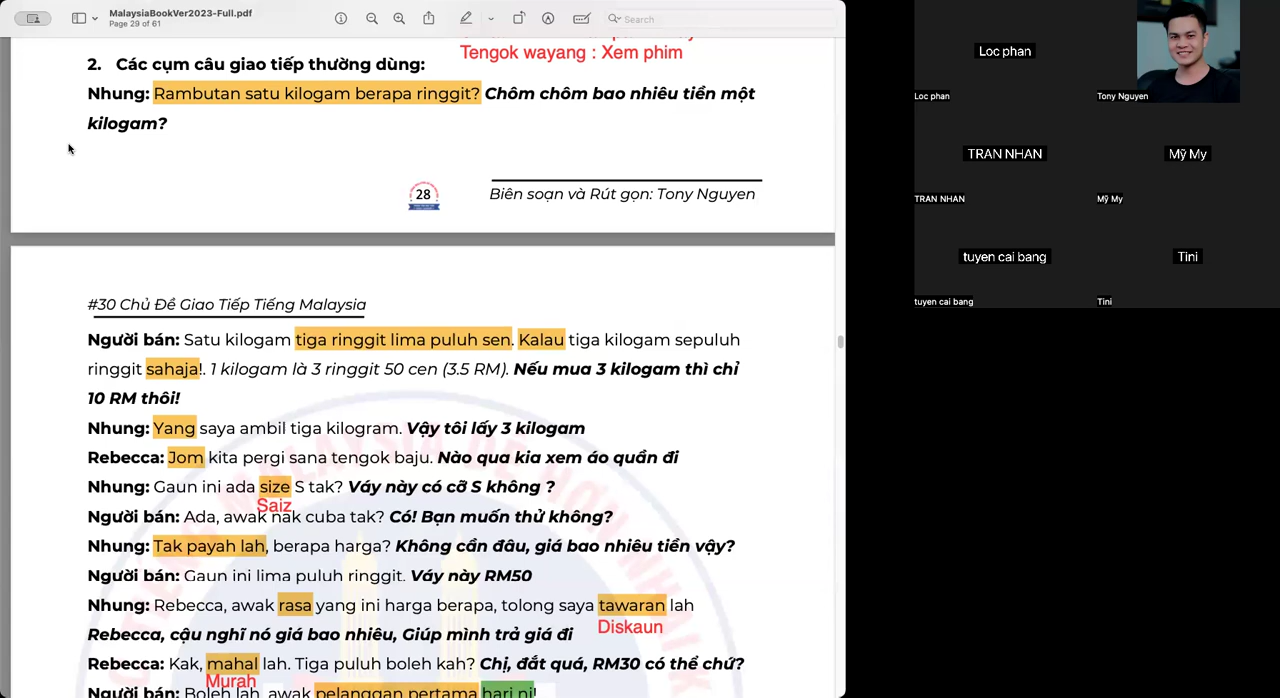 MalaysiaBookVer2023-Full.pdf
Page 29 of 61
Search
Tengok wayang : Xem phim
2. Các cụm câu giao tiếp thường dùng:
Nhung: Rambutan satu kilogam berapa ringgit? Chôm chôm bao nhiêu tiền một
kilogam?
28
Biên soạn và Rút gọn: Tony Nguyen
#30 Chủ Đề Giao Tiếp Tiếng Malaysia
Người bán: Satu kilogam tiga ringgit lima puluh sen. Kalau tiga kilogam sepuluh
ringgit sahaja!. 1 kilogam là 3 ringgit 50 cen (3.5 RM). Nếu mua 3 kilogam thì chỉ
10 RM thôi!
Nhung: Yang saya ambil tiga kilogram. Vậy tôi lấy 3 kilogam
Rebecca: Jom kita pergi sana tengok baju. Nào qua kia xem áo quần đi
Nhung: Gaun ini ada size S tak? Váy này có cỡ S không ?
Saiz
Người bán: Ada, awak nak cuba tak? Có! Bạn muốn thử không?
Nhung: Tak payah lah, berapa harga? Không cần đâu, giá bao nhiêu tiền vậy?
Người bán: Gaun ini lima puluh ringgit. Váy này RM50
Nhung: Rebecca, awak rasa yang ini harga berapa, tolong saya tawaran lah
Diskaun
Rebecca, cậu nghĩ nó giá bao nhiêu, Giúp mình trả giá đi
Rebecca: Kak, mahal lah. Tiga puluh boleh kah? Chị, đắt quá, RM30 có thể chứ?
Murah
Người bán: Boleh lah, awak pelanggan pertama hari ni!
Loc phan
Loc phan
Tony Nguyen
TRAN NHAN
TRAN NHAN
Mỹ My
Mỹ My
tuyen cai bang
tuyen cai bang
Tini
Tini